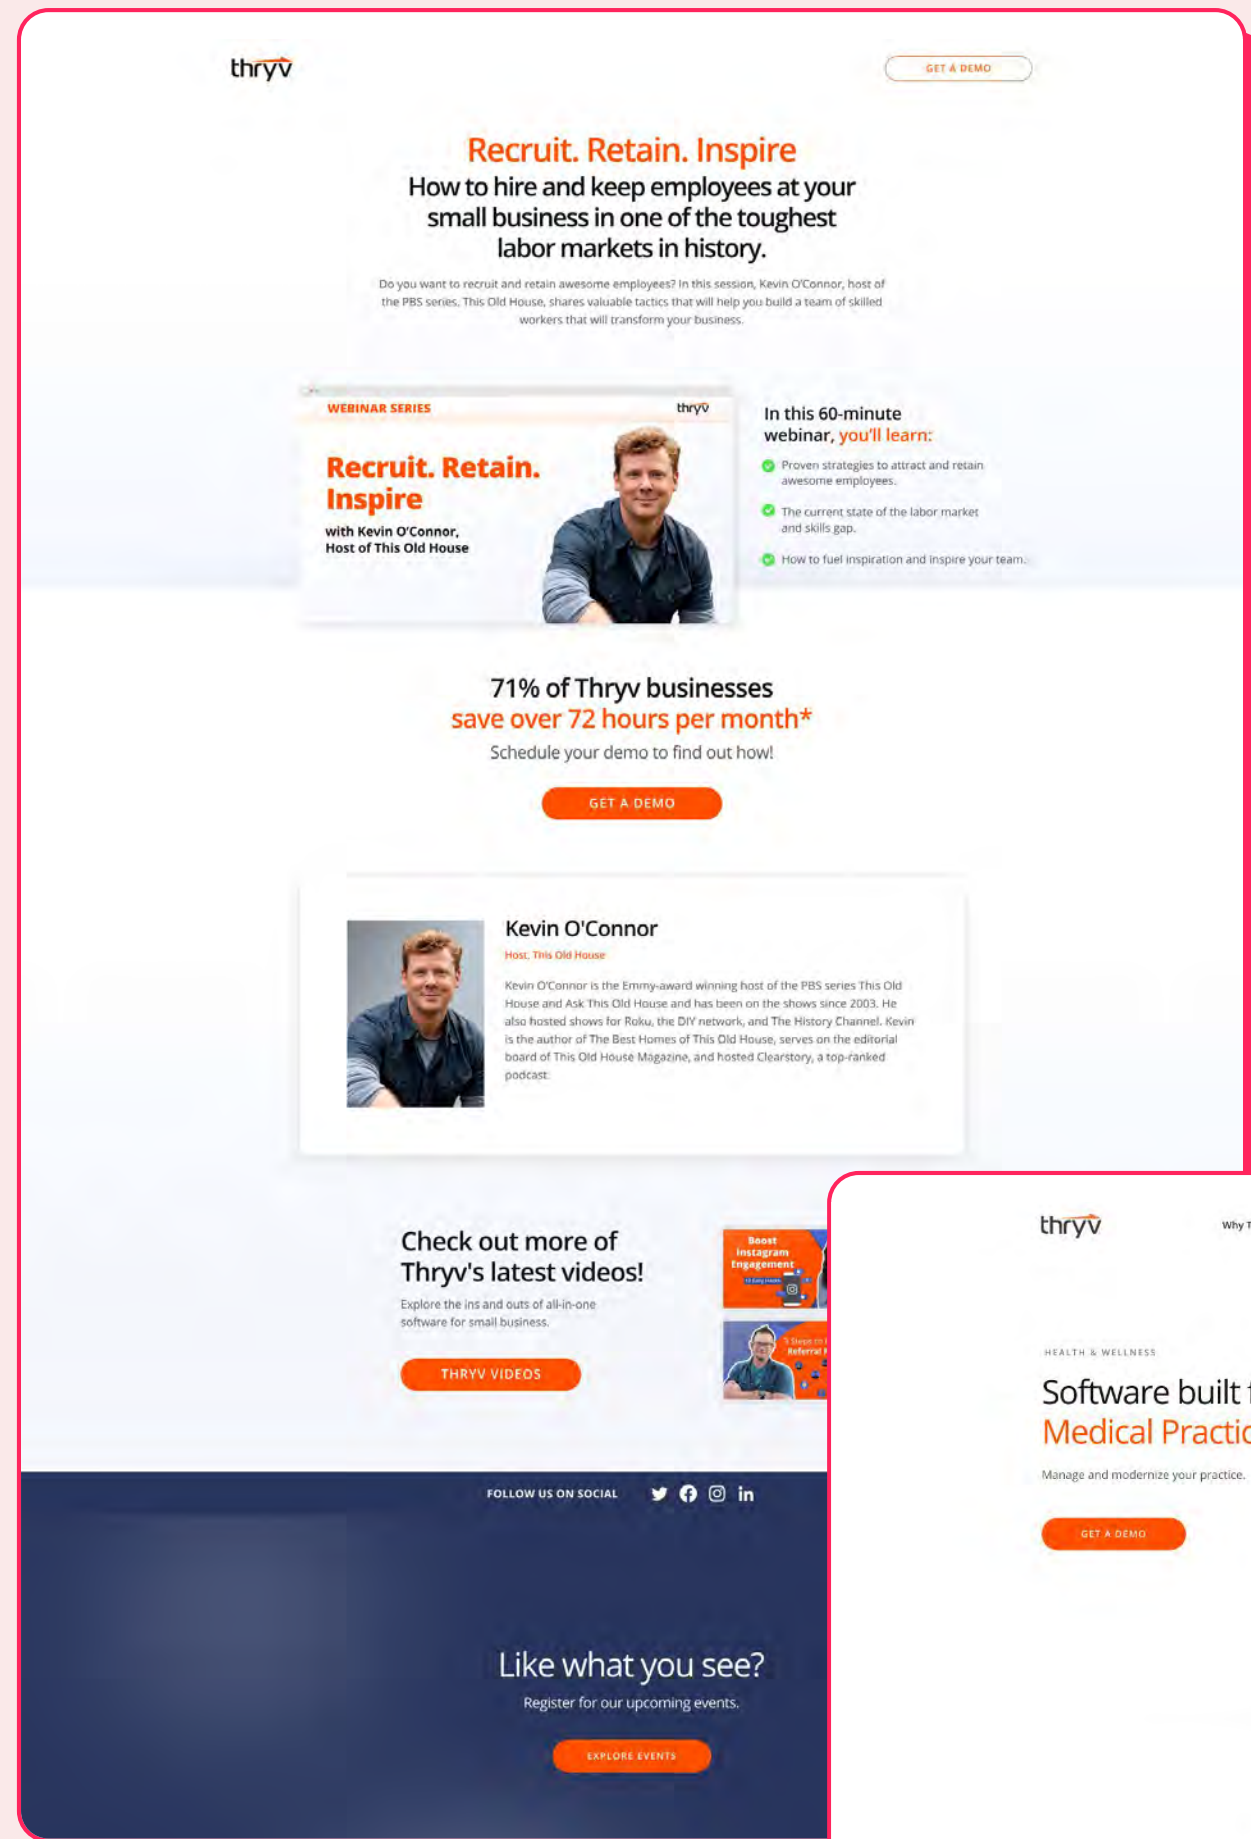 thryv
GET A DEMO
Recruit. Retain. Inspire
How to hire and keep employees at your
small business in one of the toughest
labor markets in history.
Do you want to recruit and retain awesome employees? In this session, Kevin O'Connor, host of
the PBS series, This Old House, shares valuable tactics that will help you build a team of skilled
workers that will transform your business.
WEBINAR SERIES
thryv
Recruit. Retain.
Inspire
with Kevin O'Connor,
Host of This Old House
In this 60-minute
webinar, you'll learn:
Proven strategies to attract and retain
awesome employees.
The current state of the labor market
and skills gap.
How to fuel inspiration and inspire your team.
71% of Thryv businesses
save over 72 hours per month*
Schedule your demo to find out how!
GET A DEMO
Kevin O'Connor
Host, This Old House
Kevin O'Connor is the Emmy-award winning host of the PBS series This Old
House and Ask This Old House and has been on the shows since 2003. He
also hosted shows for Roku, the DIY network, and The History Channel. Kevin
is the author of The Best Homes of This Old House, serves on the editorial
board of This Old House Magazine, and hosted Clearstory, a top-ranked
podcast.
Check out more of
Thryv's latest videos!
Explore the ins and outs of all-in-one
software for small business.
THRYV VIDEOS
Boost
Instagram
Engagement
3 Steps to
Referral
FOLLOW US ON SOCIAL
in
Like what you see?
Register for our upcoming events.
EXPLORE EVENTS
thryv
Why
HEALTH & WELLNESS
Software built
Medical
Manage and modernize your practice.
GET A DEMO